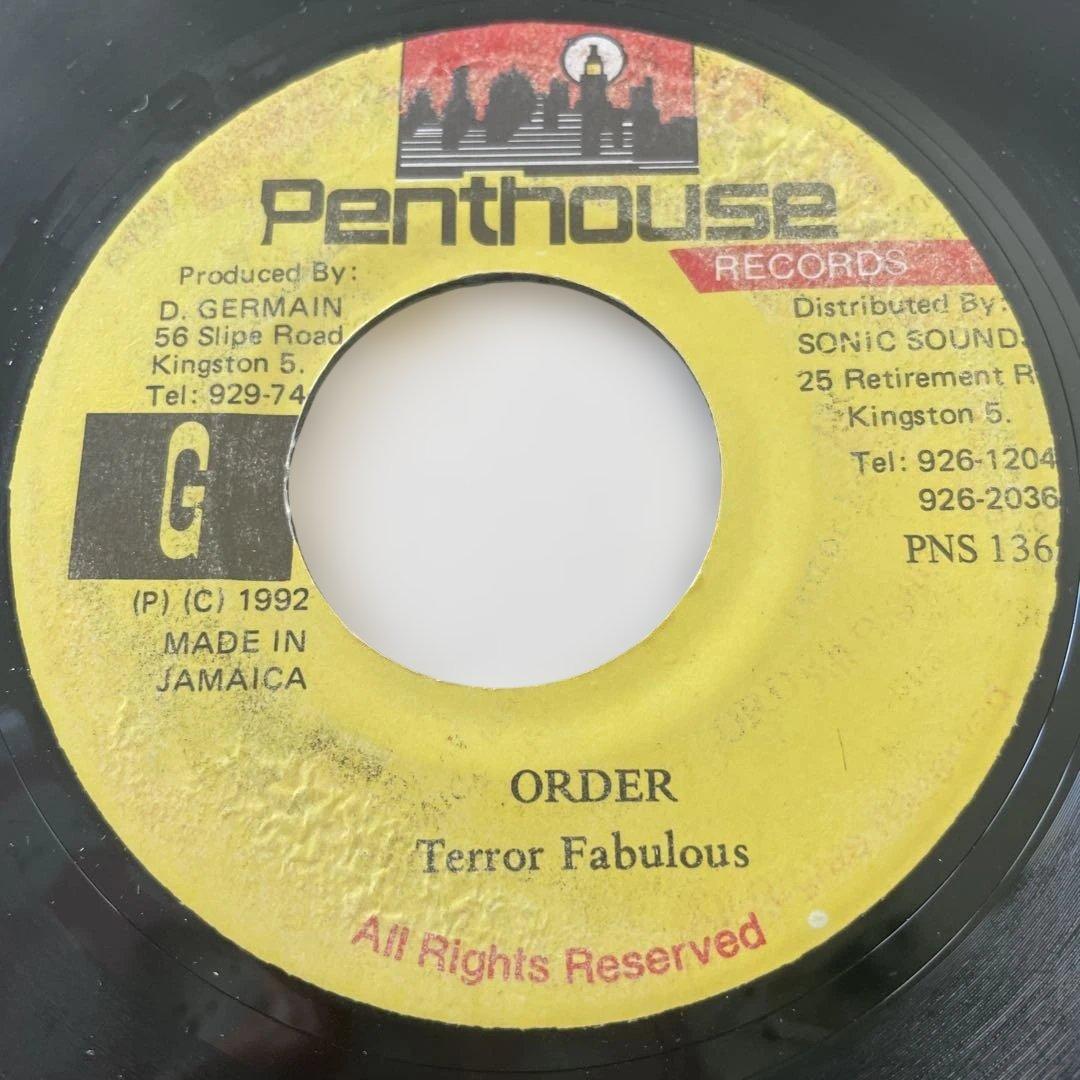 Penthouse
RECORDS
Produced By:
D. GERMAIN
56 Slipe Road
Kingston 5.
Tel: 929-74
G
(P) (C) 1992
MADE IN
JAMAICA
Distributed By:
SONIC SOUNDS
25 Retirement R
Kingston 5.
Tel: 926-1204
926-2036
PNS 136
ORDER
Terror Fabulous
All Rights Reserved